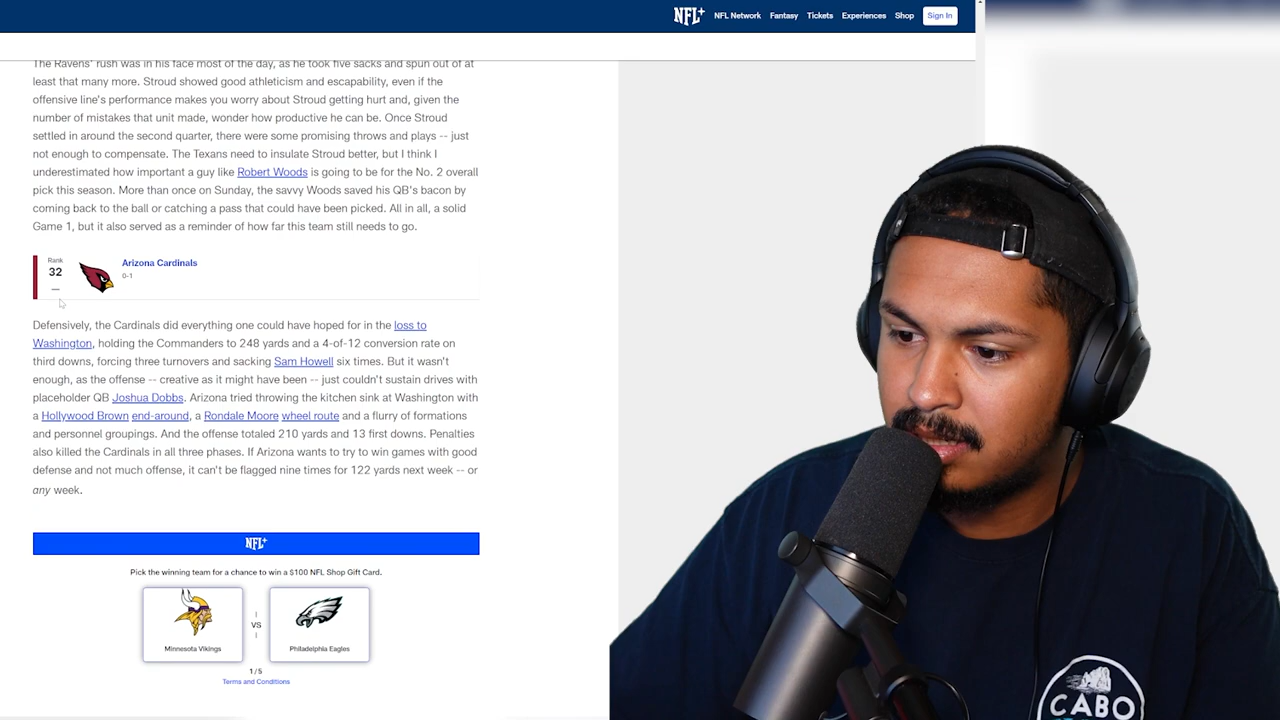 NFL+
NFL Network
Fantasy
Tickets
Experiences
Shop
Sign In
The Ravens' rush was in his face most of the day, as he took five sacks and spun out of at
least that many more. Stroud showed good athleticism and escapability, even if the
offensive line's performance makes you worry about Stroud getting hurt and, given the
number of mistakes that unit made, wonder how productive he can be. Once Stroud
settled in around the second quarter, there were some promising throws and plays -- just
not enough to compensate. The Texans need to insulate Stroud better, but I think I
underestimated how important a guy like Robert Woods is going to be for the No. 2 overall
pick this season. More than once on Sunday, the savvy Woods saved his QB's bacon by
coming back to the ball or catching a pass that could have been picked. All in all, a solid
Game 1, but it also served as a reminder of how far this team still needs to go.
Rank
32
Arizona Cardinals
0-1
Defensively, the Cardinals did everything one could have hoped for in the loss to
Washington, holding the Commanders to 248 yards and a 4-of-12 conversion rate on
third downs, forcing three turnovers and sacking Sam Howell six times. But it wasn't
enough, as the offense -- creative as it might have been -- just couldn't sustain drives with
placeholder QB Joshua Dobbs. Arizona tried throwing the kitchen sink at Washington with
a Hollywood Brown end-around, a Rondale Moore wheel route and a flurry of formations
and personnel groupings. And the offense totaled 210 yards and 13 first downs. Penalties
also killed the Cardinals in all three phases. If Arizona wants to try to win games with good
defense and not much offense, it can't be flagged nine times for 122 yards next week -- or
any week.
NFL+
Pick the winning team for a chance to win a $100 NFL Shop Gift Card.
Minnesota Vikings
VS
Philadelphia Eagles
1 / 5
Terms and Conditions
CABO